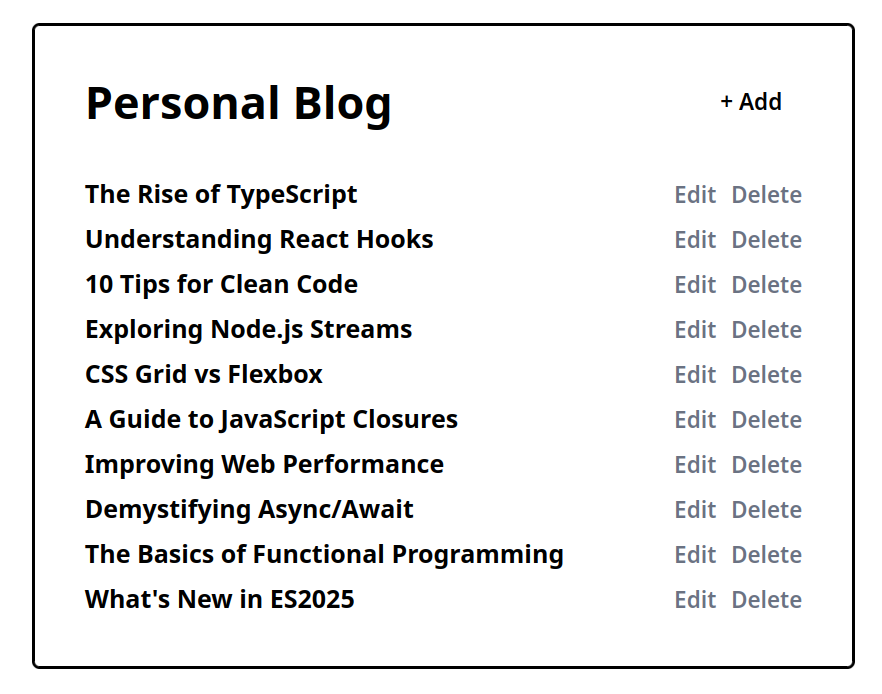 Personal Blog + Add
The Rise of TypeScript Edit Delete
Understanding React Hooks Edit Delete
10 Tips for Clean Code Edit Delete
Exploring Node.js Streams Edit Delete
CSS Grid vs Flexbox Edit Delete
A Guide to JavaScript Closures Edit Delete
Improving Web Performance Edit Delete
Demystifying Async/Await Edit Delete
The Basics of Functional Programming Edit Delete
What's New in ES2025 Edit Delete